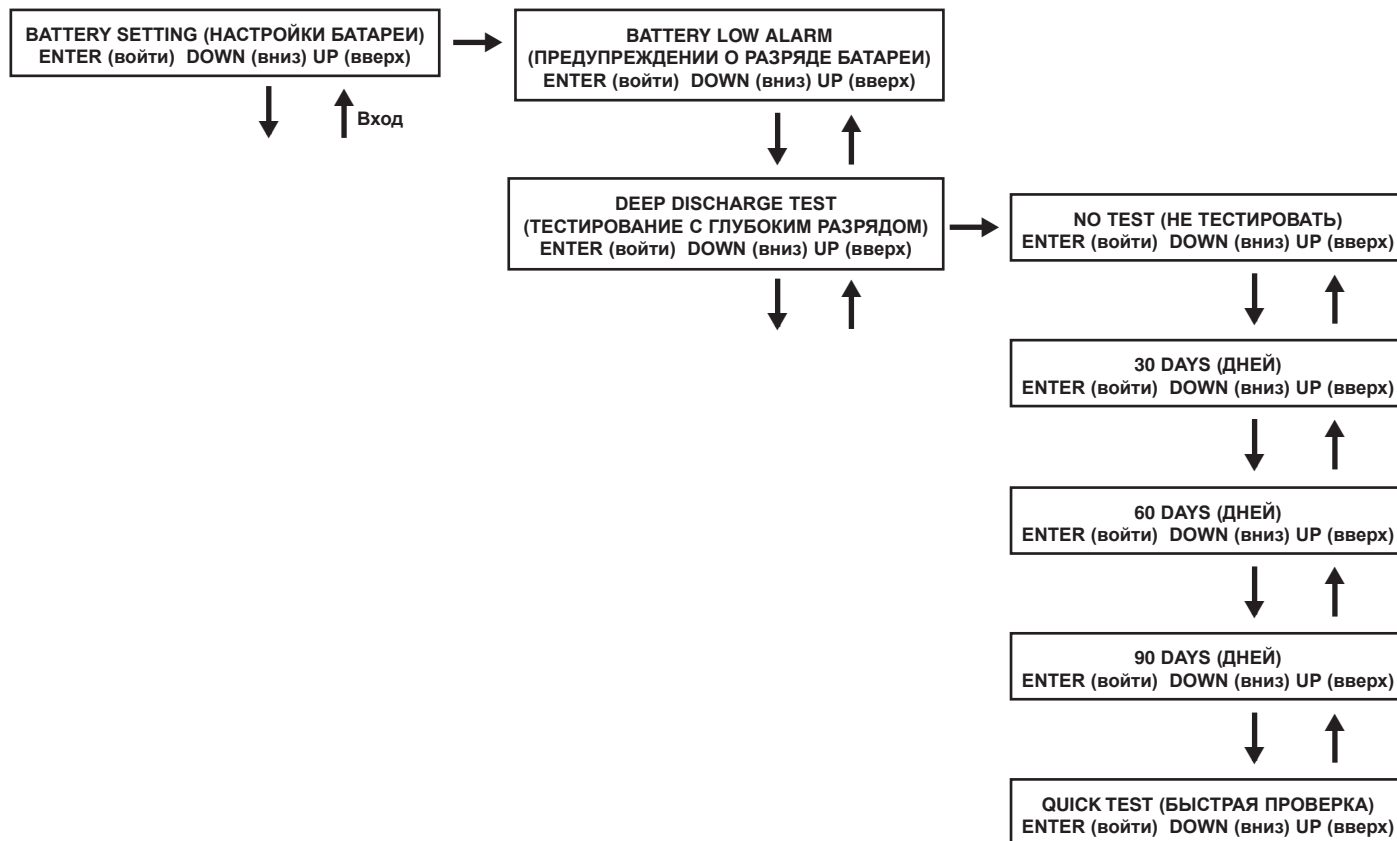 BATTERY SETTING (НАСТРОЙКИ БАТАРЕИ)
ENTER (войти) DOWN (вниз) UP (вверх)
Вход
BATTERY LOW ALARM
(ПРЕДУПРЕЖДЕНИИ О РАЗРЯДЕ БАТАРЕИ)
ENTER (войти) DOWN (вниз) UP (вверх)
DEEP DISCHARGE TEST
(ТЕСТИРОВАНИЕ С ГЛУБОКИМ РАЗРЯДОМ)
ENTER (войти) DOWN (вниз) UP (вверх)
NO TEST (НЕ ТЕСТИРОВАТЬ)
ENTER (войти) DOWN (вниз) UP (вверх)
30 DAYS (ДНЕЙ)
ENTER (войти) DOWN (вниз) UP (вверх)
60 DAYS (ДНЕЙ)
ENTER (войти) DOWN (вниз) UP (вверх)
90 DAYS (ДНЕЙ)
ENTER (войти) DOWN (вниз) UP (вверх)
QUICK TEST (БЫСТРАЯ ПРОВЕРКА)
ENTER (войти) DOWN (вниз) UP (вверх)